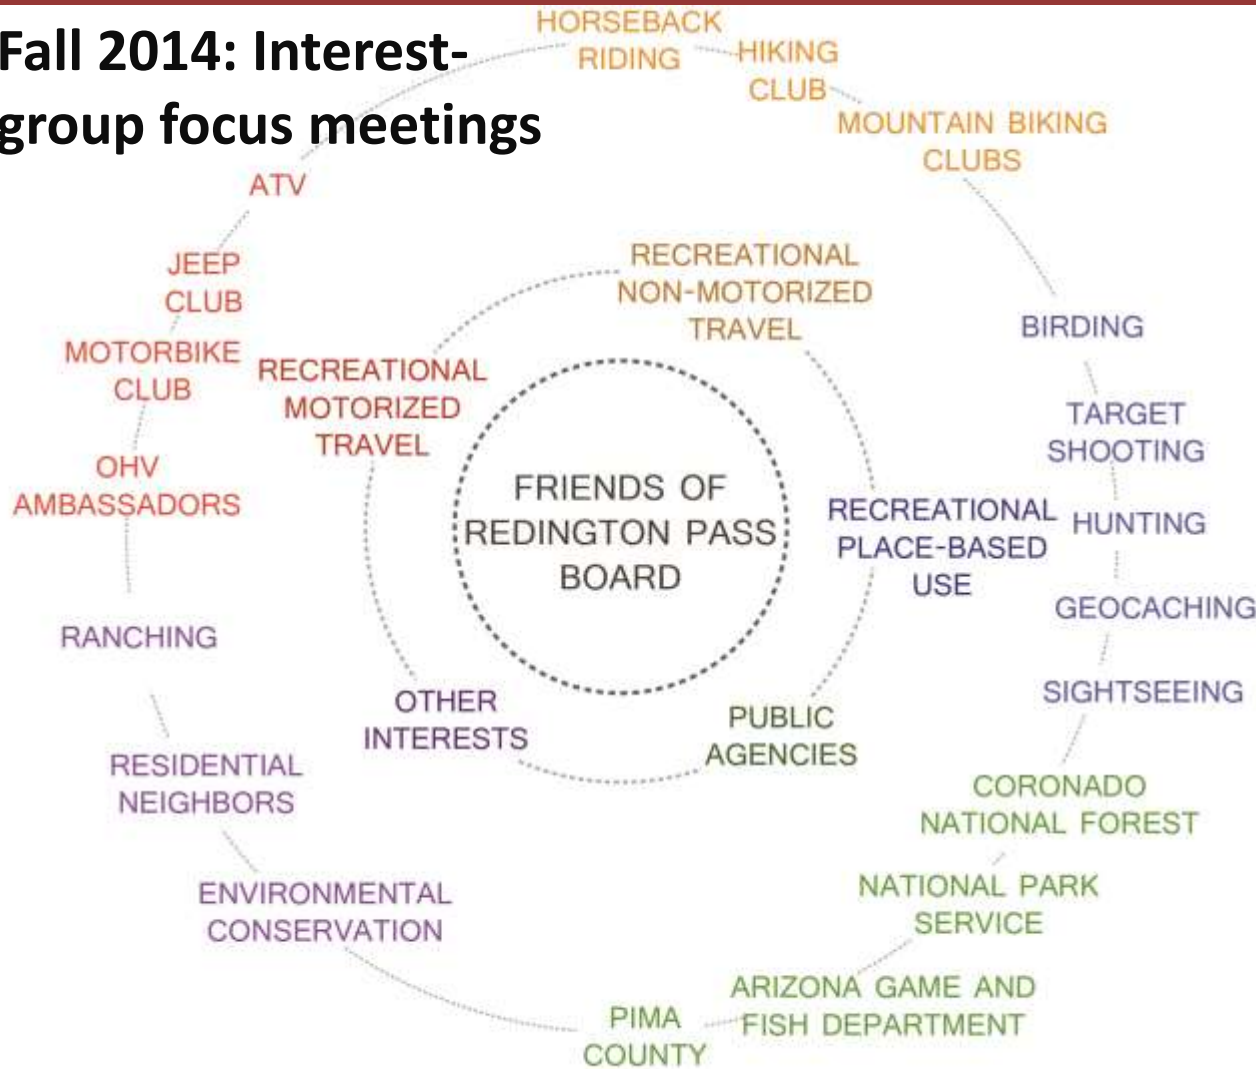 Fall 2014: Interest-
group focus meetings
HORSEBACK
RIDING
HIKING
CLUB
MOUNTAIN BIKING
CLUBS
ATV
JEEP
CLUB
MOTORBIKE
CLUB
OHV
AMBASSADORS
RECREATIONAL
NON-MOTORIZED
TRAVEL
RECREATIONAL
MOTORIZED
TRAVEL
BIRDING
TARGET
SHOOTING
HUNTING
GEOCACHING
SIGHTSEEING
FRIENDS OF
REDINGTON PASS
BOARD
RECREATIONAL
PLACE-BASED
USE
RANCHING
RESIDENTIAL
NEIGHBORS
ENVIRONMENTAL
CONSERVATION
OTHER
INTERESTS
PUBLIC
AGENCIES
CORONADO
NATIONAL FOREST
NATIONAL PARK
SERVICE
ARIZONA GAME AND
FISH DEPARTMENT
PIMA
COUNTY